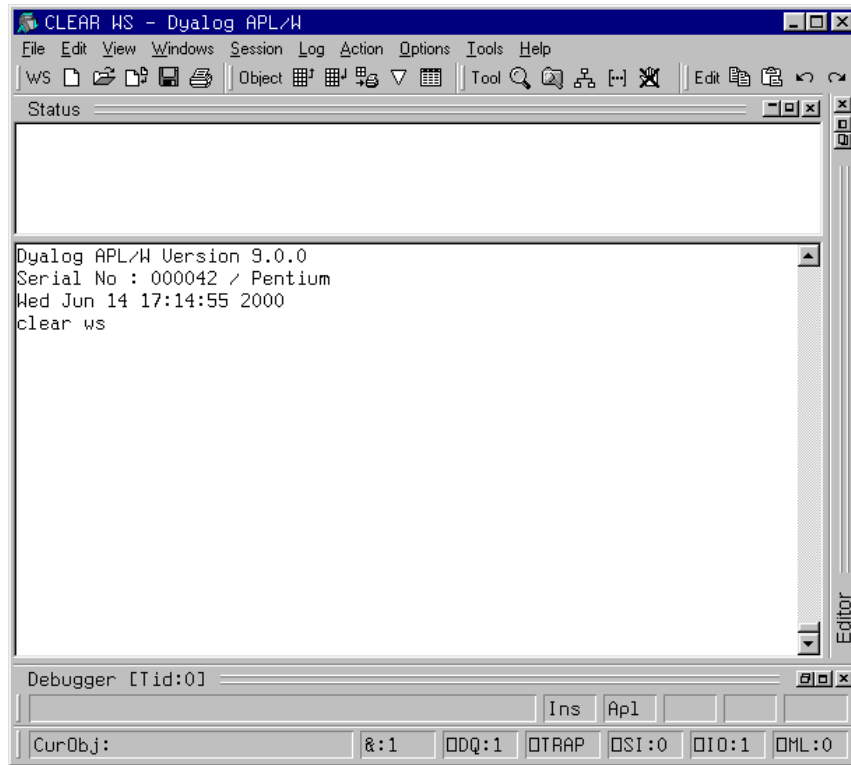 CLEAR WS - Dyalog APL/W
File Edit View Windows Session Log Action Options Tools Help
WS Object Tool Edit
Status
Dyalog APL/W Version 9.0.0
Serial No : 000042 / Pentium
Wed Jun 14 17:14:55 2000
clear ws
Editor
Debugger [Tid:0]
Ins Apl
CurObj: &:1 ⎕DQ:1 ⎕TRAP ⎕SI:0 ⎕IO:1 ⎕ML:0